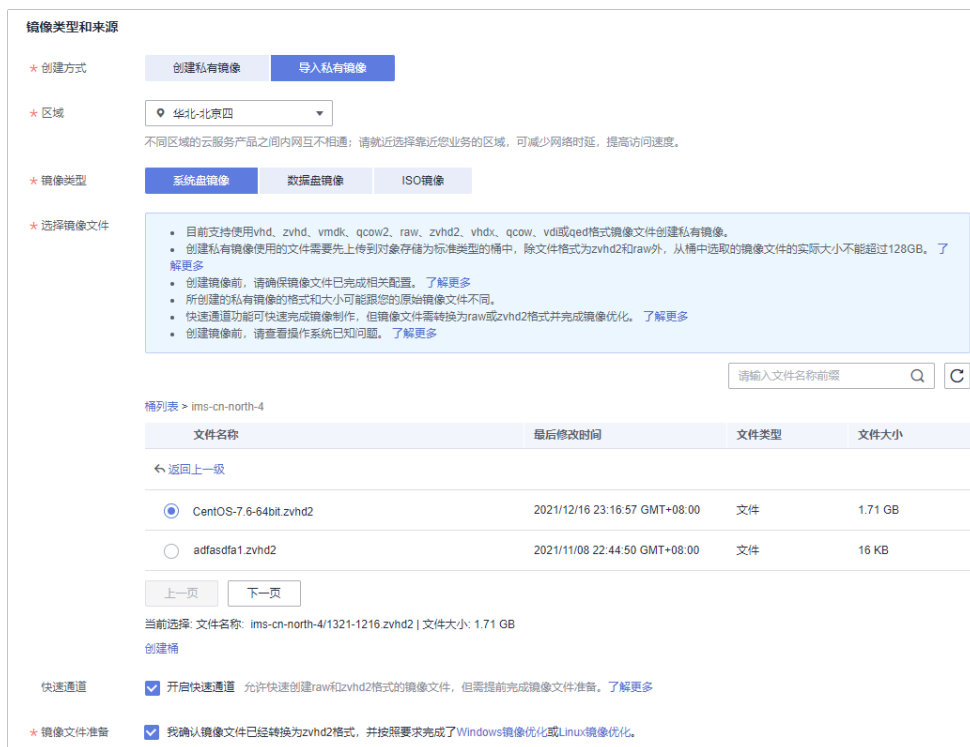 镜像类型和来源
★ 创建方式 创建私有镜像 导入私有镜像
★ 区域 华北-北京四
不同区域的云服务产品之间内网互不相通；请就近选择靠近您业务的区域，可减少网络时延，提高访问速度。
★ 镜像类型 系统盘镜像 数据盘镜像 ISO镜像
★ 选择镜像文件
• 目前支持使用vhd、zvhd、vmdk、qcow2、raw、zvhd2、vhdx、qcow、vdi或qed格式镜像文件创建私有镜像。
• 创建私有镜像使用的文件需要先上传到对象存储为标准类型的桶中，除文件格式为zvhd2和raw外，从桶中选取的镜像文件的实际大小不能超过128GB。 了
解更多
• 创建镜像前，请确保镜像文件已完成相关配置。 了解更多
• 所创建的私有镜像的格式和大小可能跟您的原始镜像文件不同。
• 快速通道功能可快速完成镜像制作，但镜像文件需转换为raw或zvhd2格式并完成镜像优化。 了解更多
• 创建镜像前，请查看操作系统已知问题。 了解更多
请输入文件名称前缀
桶列表 > ims-cn-north-4
文件名称 最后修改时间 文件类型 文件大小
返回上一级
CentOS-7.6-64bit.zvhd2 2021/12/16 23:16:57 GMT+08:00 文件 1.71 GB
adfasdfa1.zvhd2 2021/11/08 22:44:50 GMT+08:00 文件 16 KB
上一页 下一页
当前选择: 文件名称: ims-cn-north-4/1321-1216.zvhd2 | 文件大小: 1.71 GB
创建桶
快速通道 开启快速通道 允许快速创建raw和zvhd2格式的镜像文件，但需提前完成镜像文件准备。了解更多
★ 镜像文件准备 我确认镜像文件已经转换为zvhd2格式，并按照要求完成了Windows镜像优化或Linux镜像优化。